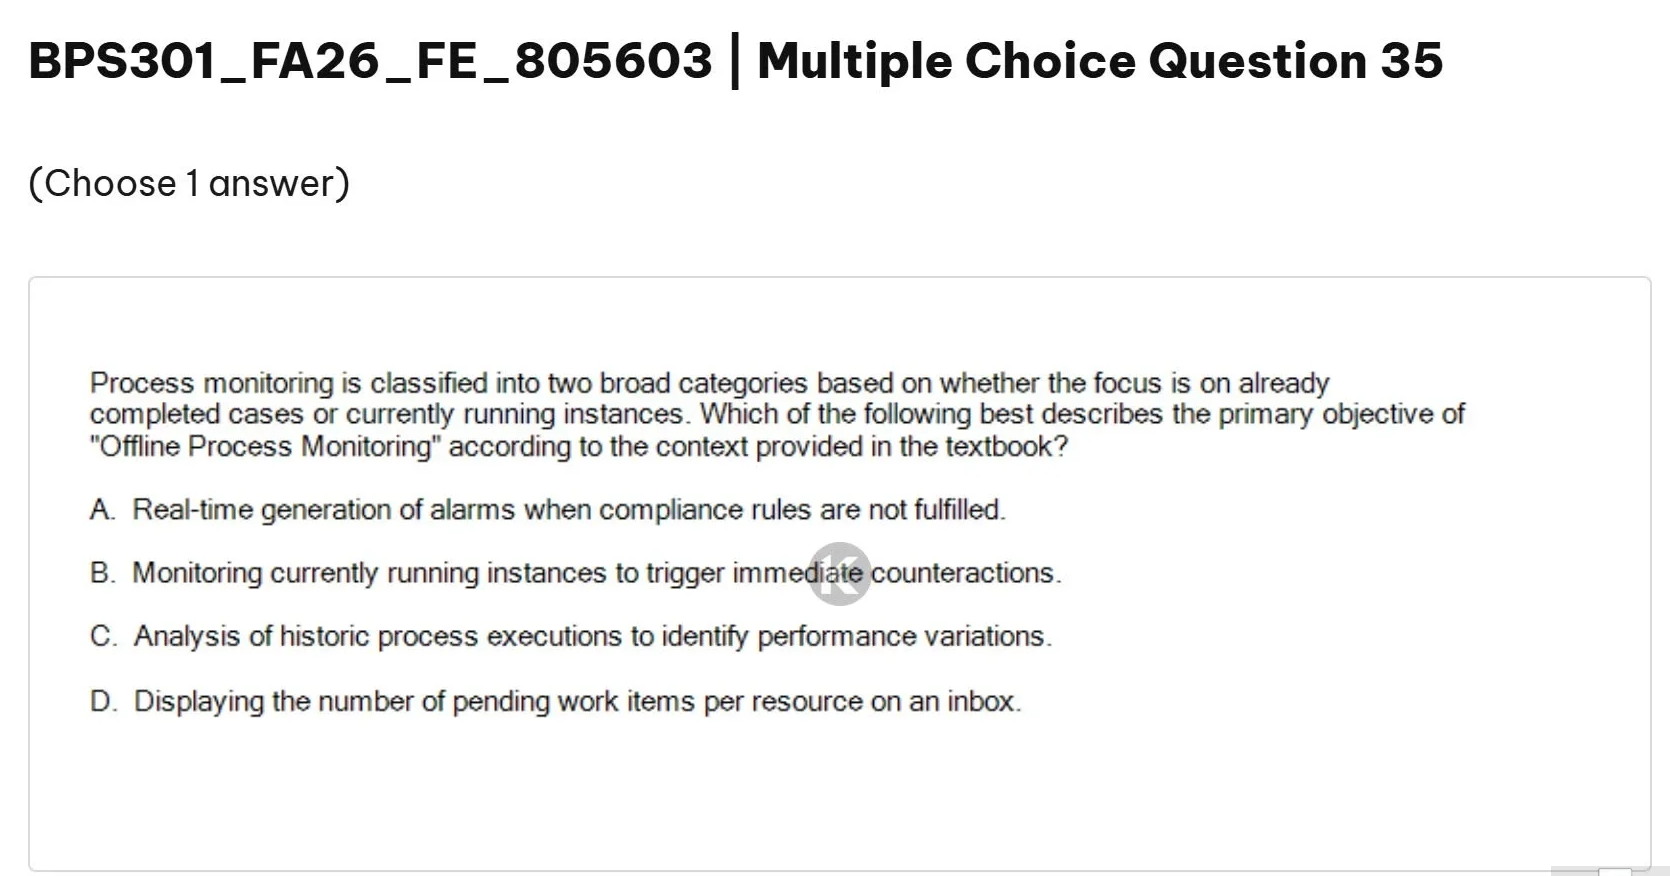 BPS301_FA26_FE_805603 | Multiple Choice Question 35
(Choose 1 answer)
Process monitoring is classified into two broad categories based on whether the focus is on already
completed cases or currently running instances. Which of the following best describes the primary objective of
"Offline Process Monitoring" according to the context provided in the textbook?
A. Real-time generation of alarms when compliance rules are not fulfilled.
B. Monitoring currently running instances to trigger immediate counteractions.
C. Analysis of historic process executions to identify performance variations.
D. Displaying the number of pending work items per resource on an inbox.